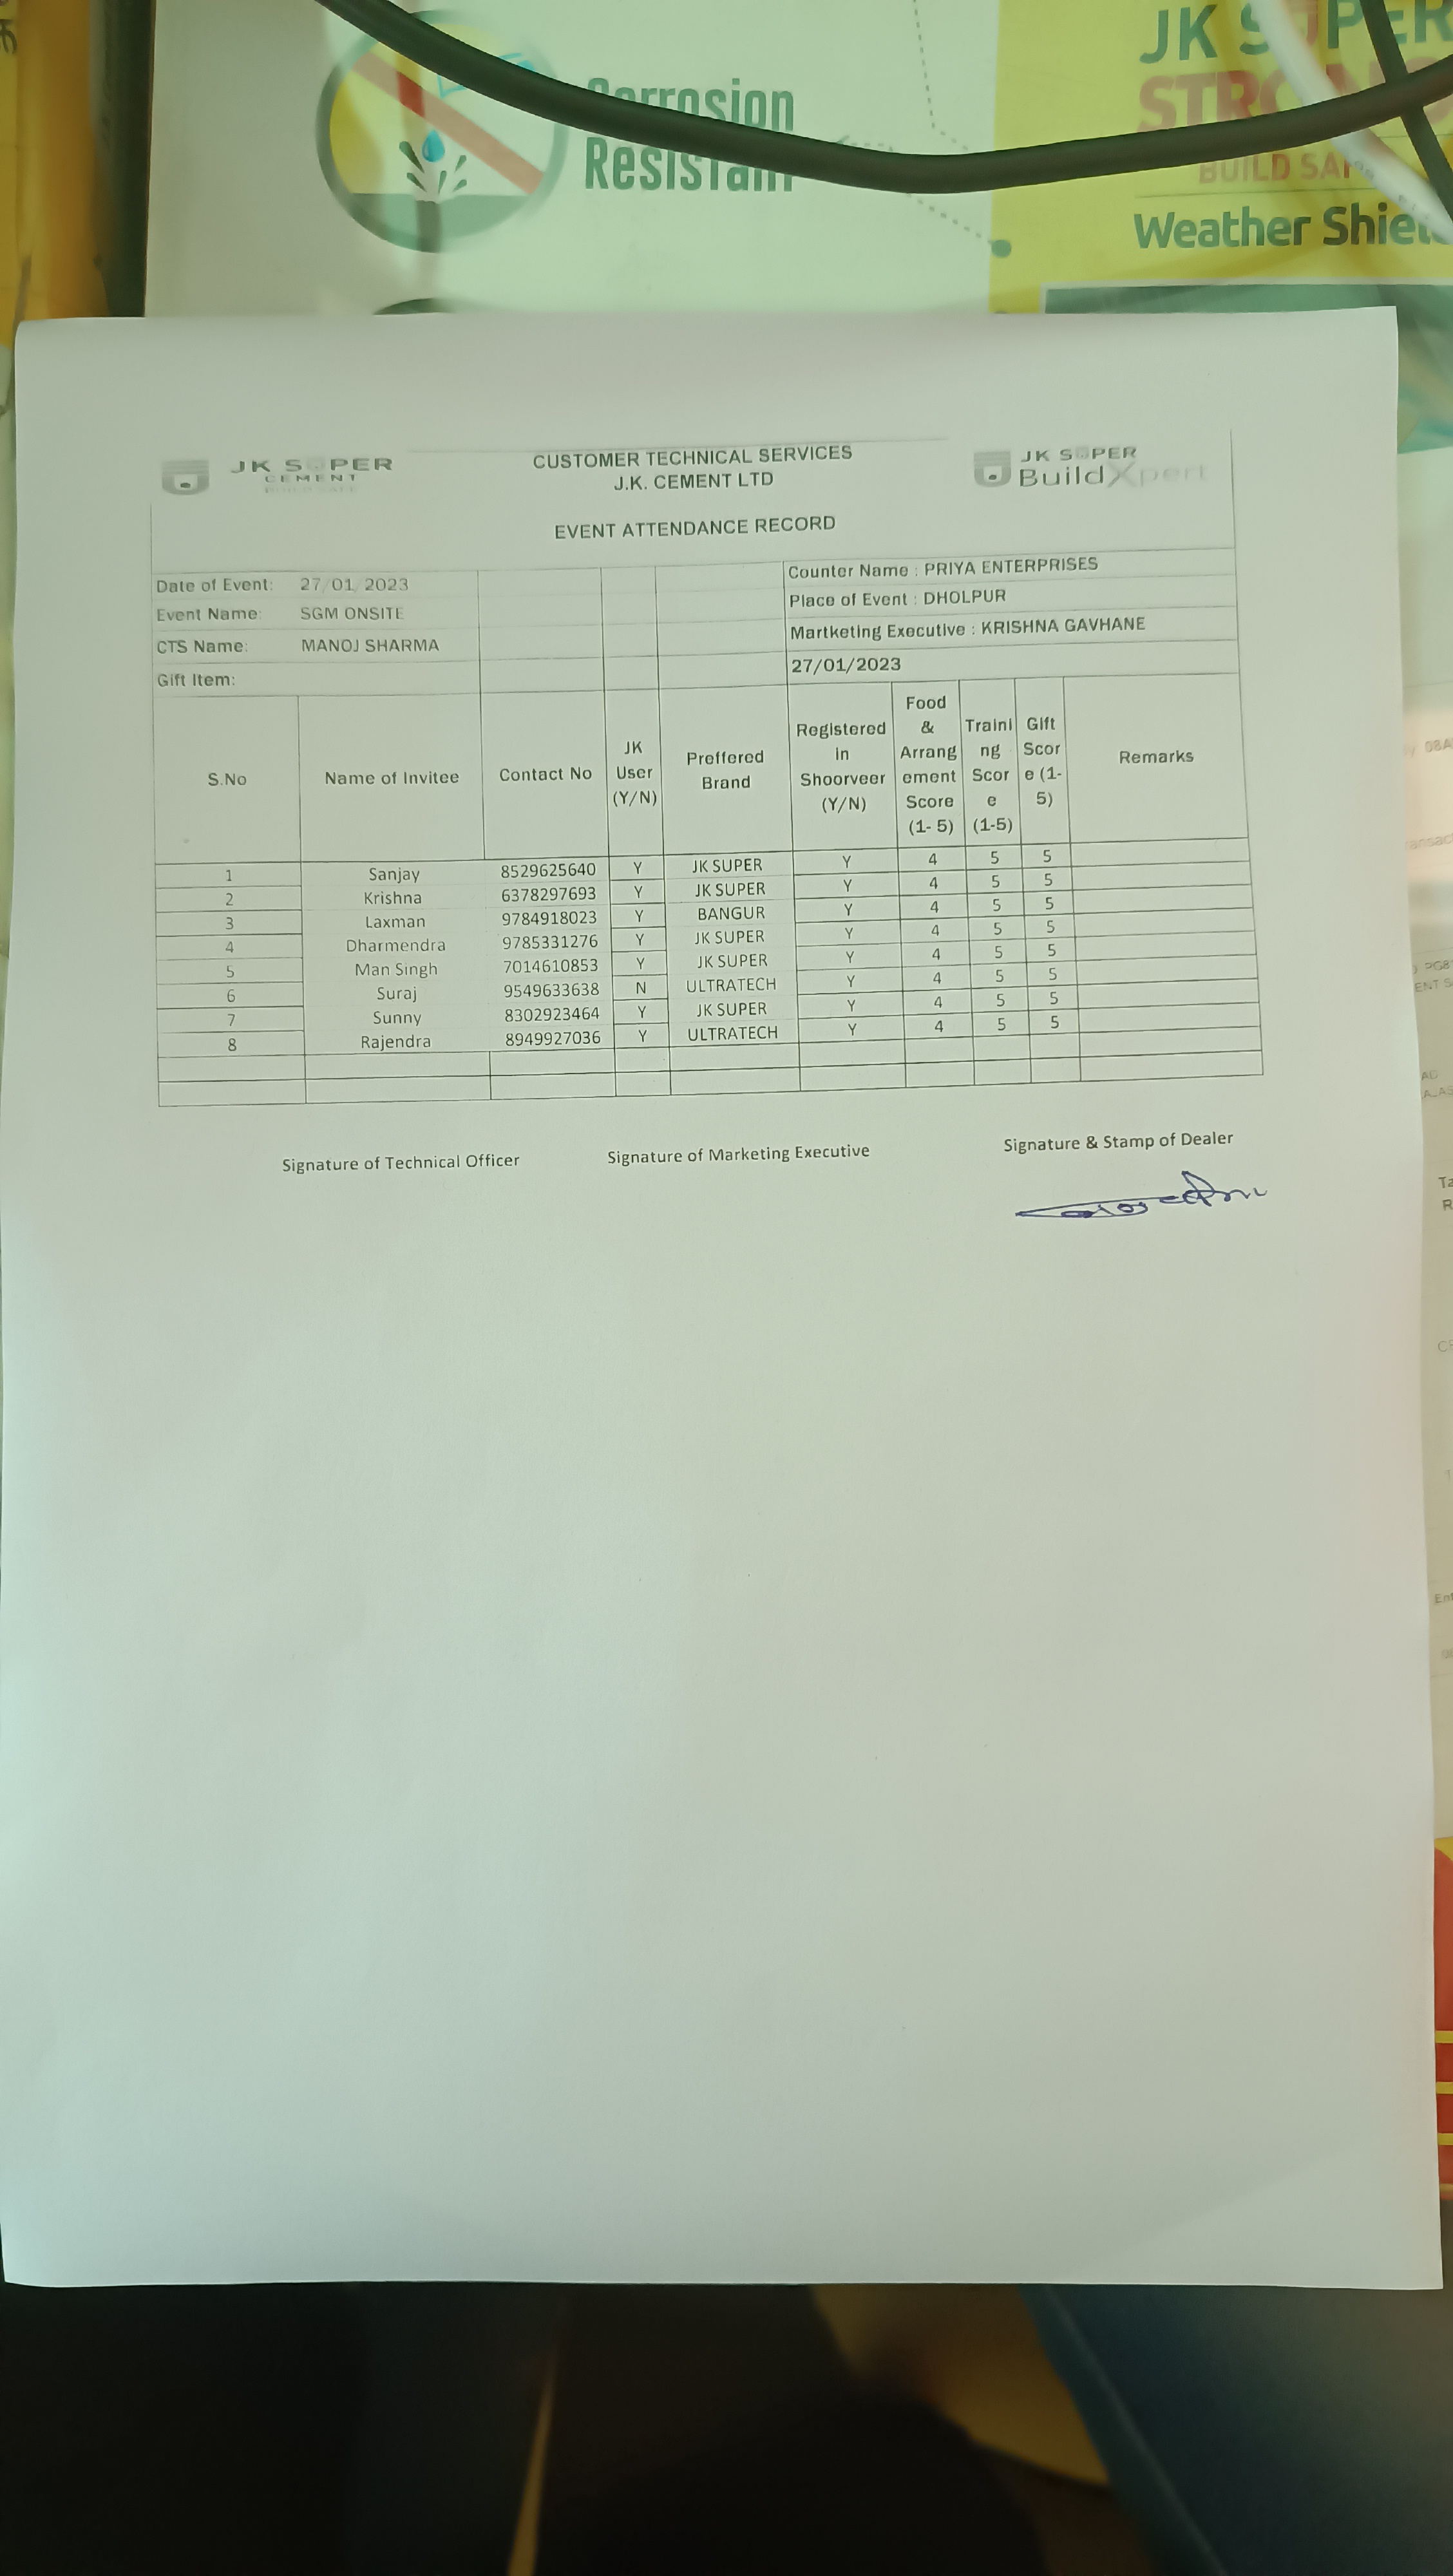 Corrosion
Resistant
JK SUPER
STRONG
BUILD SAFE
Weather Shield
JK SUPER
CEMENT
BUILD SAFE
CUSTOMER TECHNICAL SERVICES
J.K. CEMENT LTD
JK SUPER
BuildXpert
EVENT ATTENDANCE RECORD
Date of Event: 27/01/2023
Counter Name : PRIYA ENTERPRISES
Event Name: SGM ONSITE
Place of Event : DHOLPUR
CTS Name: MANOJ SHARMA
Martketing Executive : KRISHNA GAVHANE
Gift Item:
27/01/2023
S.No Name of Invitee Contact No JK User (Y/N) Preffered Brand Registered in Shoorveer (Y/N) Food & Arrangement Score (1- 5) Training Score (1-5) Gift Score (1-5) Remarks
1 Sanjay 8529625640 Y JK SUPER Y 4 5 5
2 Krishna 6378297693 Y JK SUPER Y 4 5 5
3 Laxman 9784918023 Y BANGUR Y 4 5 5
4 Dharmendra 9785331276 Y JK SUPER Y 4 5 5
5 Man Singh 7014610853 Y JK SUPER Y 4 5 5
6 Suraj 9549633638 N ULTRATECH Y 4 5 5
7 Sunny 8302923464 Y JK SUPER Y 4 5 5
8 Rajendra 8949927036 Y ULTRATECH Y 4 5 5
Signature of Technical Officer Signature of Marketing Executive Signature & Stamp of Dealer